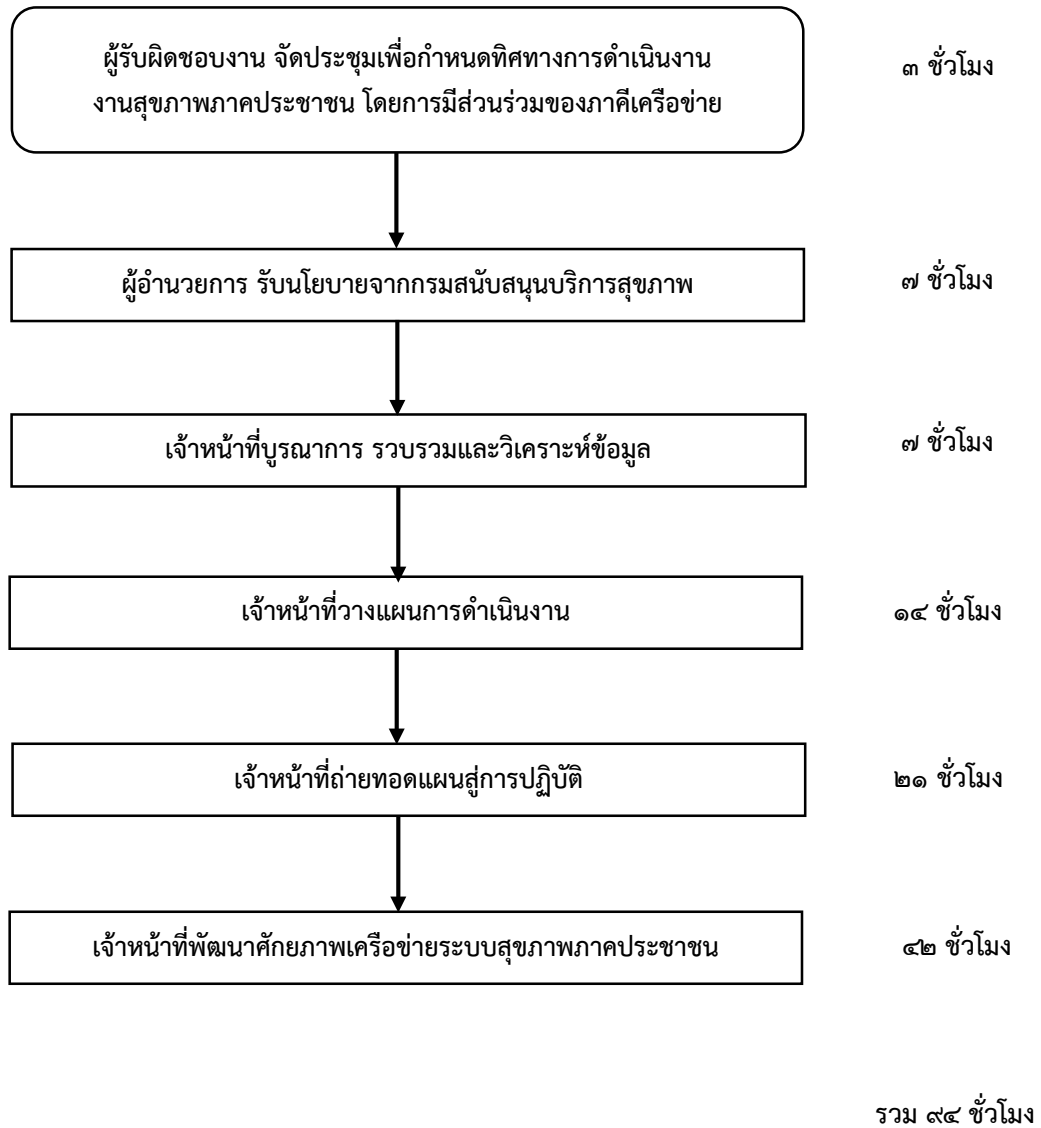 ผู้รับผิดชอบงาน จัดประชุมเพื่อกำหนดทิศทางการดำเนินงาน
งานสุขภาพภาคประชาชน โดยการมีส่วนร่วมของภาคีเครือข่าย
๓ ชั่วโมง
ผู้อำนวยการ รับนโยบายจากกรมสนับสนุนบริการสุขภาพ
๗ ชั่วโมง
เจ้าหน้าที่บูรณาการ รวบรวมและวิเคราะห์ข้อมูล
๗ ชั่วโมง
เจ้าหน้าที่วางแผนการดำเนินงาน
๑๔ ชั่วโมง
เจ้าหน้าที่ถ่ายทอดแผนสู่การปฏิบัติ
๒๑ ชั่วโมง
เจ้าหน้าที่พัฒนาศักยภาพเครือข่ายระบบสุขภาพภาคประชาชน
๔๒ ชั่วโมง
รวม ๙๔ ชั่วโมง